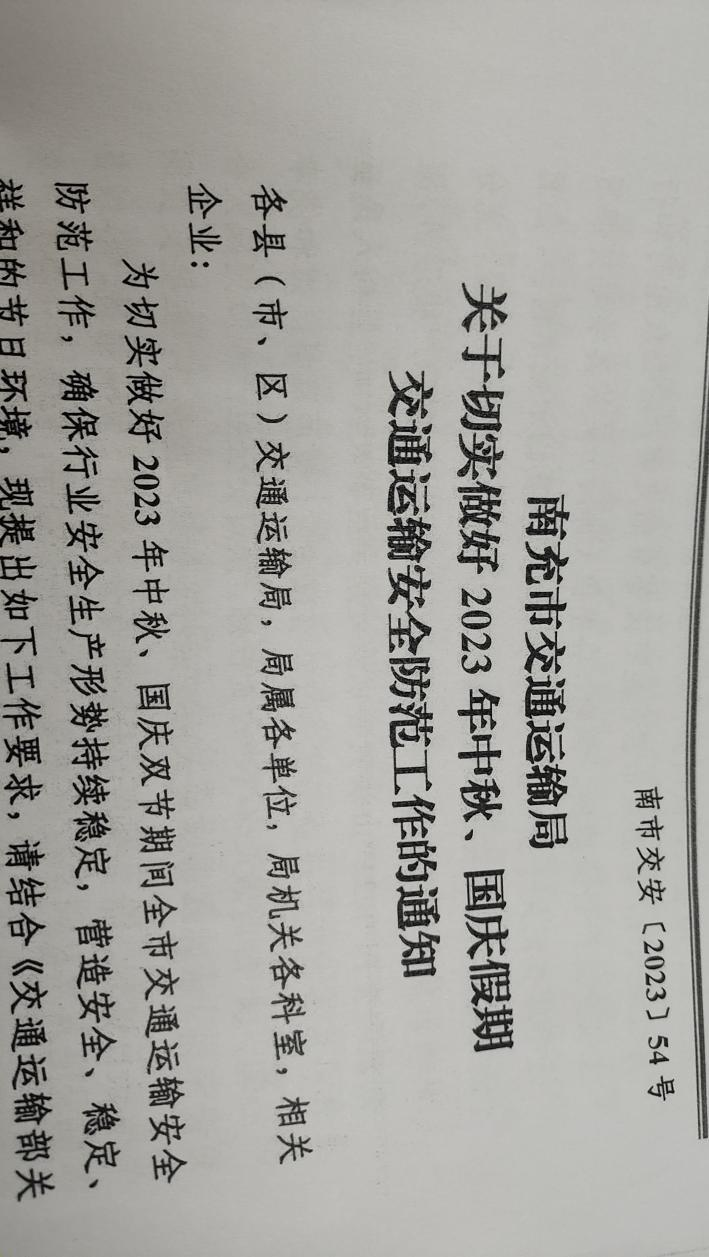 南市交安〔2023〕54号
南充市交通运输局
关于切实做好2023年中秋、国庆假期
交通运输安全防范工作的通知
各县（市、区）交通运输局，局属各单位，局机关各科室，相关
企业：
为切实做好2023年中秋、国庆双节期间全市交通运输安全
防范工作，确保行业安全生产形势持续稳定，营造安全、稳定、
祥和的节日环境，现提出如下工作要求，请结合《交通运输部关